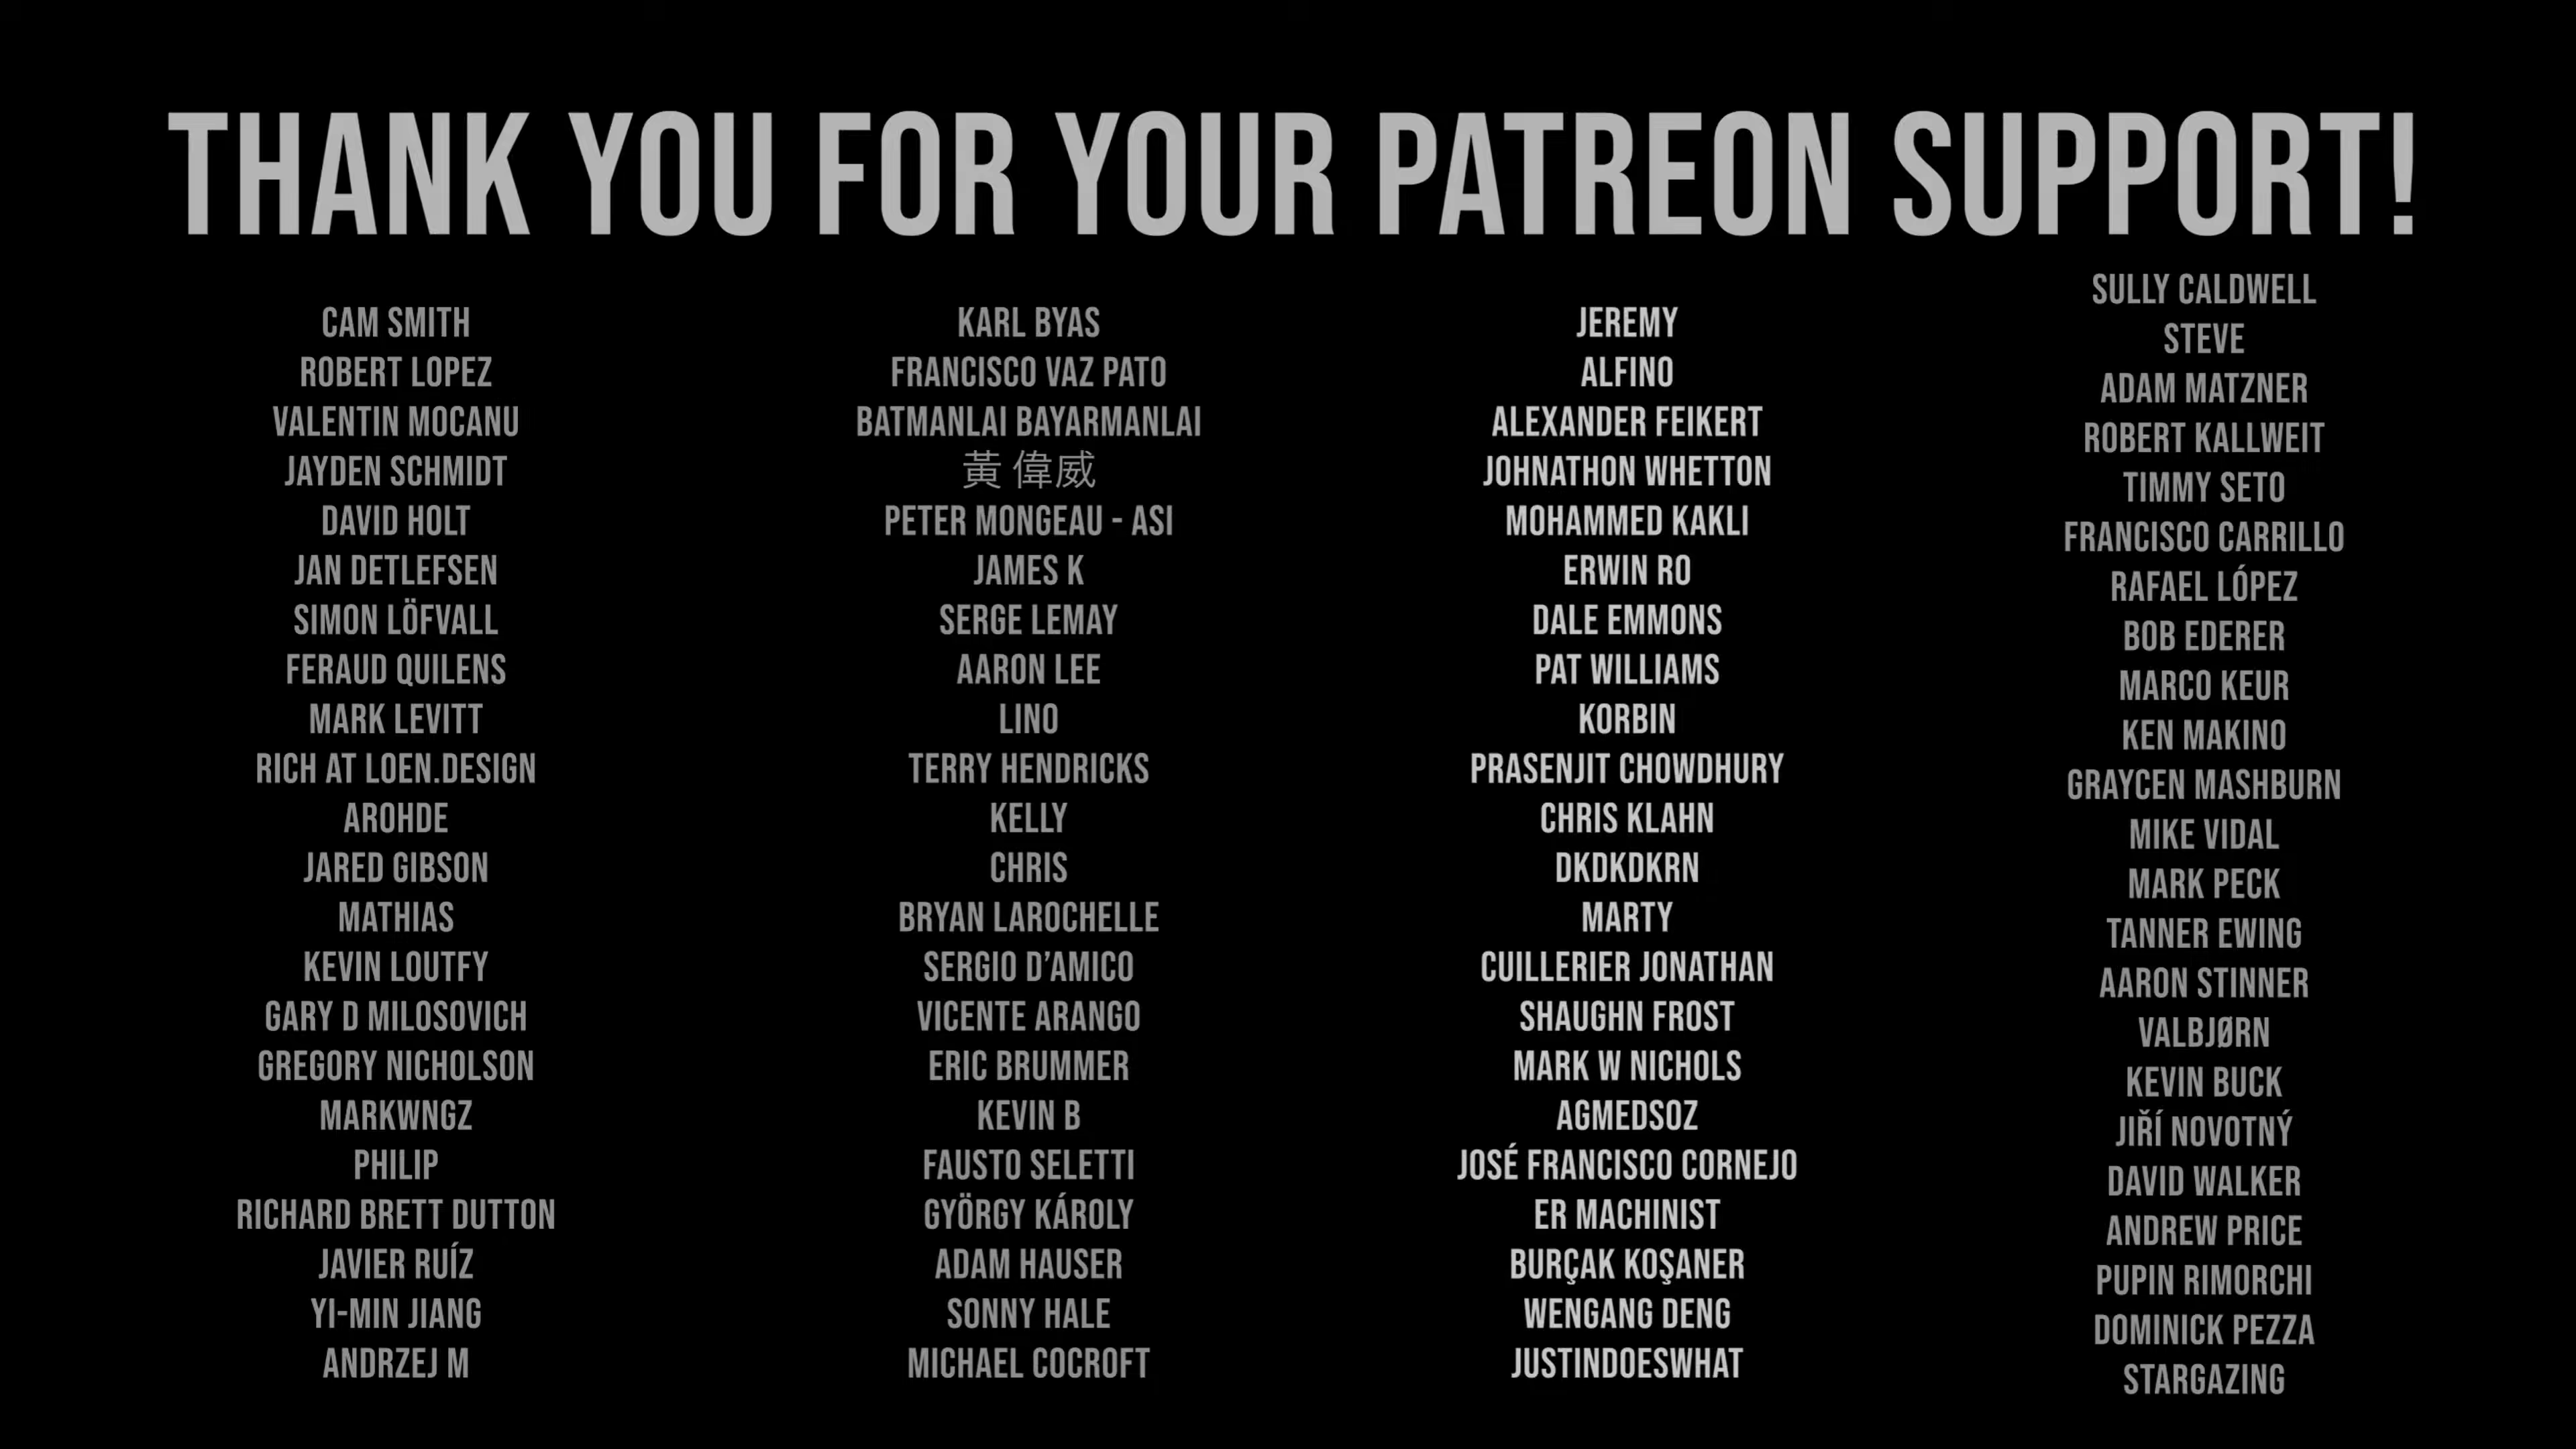 THANK YOU FOR YOUR PATREON SUPPORT!
CAM SMITH
ROBERT LOPEZ
VALENTIN MOCANU
JAYDEN SCHMIDT
DAVID HOLT
JAN DETLEFSEN
SIMON LÖFVALL
FERAUD QUILENS
MARK LEVITT
RICH AT LOEN.DESIGN
AROHDE
JARED GIBSON
MATHIAS
KEVIN LOUTFY
GARY D MILOSOVICH
GREGORY NICHOLSON
MARKWNGZ
PHILIP
RICHARD BRETT DUTTON
JAVIER RUÍZ
YI-MIN JIANG
ANDRZEJ M
KARL BYAS
FRANCISCO VAZ PATO
BATMANLAI BAYARMANLAI
黃 偉威
PETER MONGEAU - ASI
JAMES K
SERGE LEMAY
AARON LEE
LINO
TERRY HENDRICKS
KELLY
CHRIS
BRYAN LAROCHELLE
SERGIO D’AMICO
VICENTE ARANGO
ERIC BRUMMER
KEVIN B
FAUSTO SELETTI
GYÖRGY KÁROLY
ADAM HAUSER
SONNY HALE
MICHAEL COCROFT
JEREMY
ALFINO
ALEXANDER FEIKERT
JOHNATHON WHETTON
MOHAMMED KAKLI
ERWIN RO
DALE EMMONS
PAT WILLIAMS
KORBIN
PRASENJIT CHOWDHURY
CHRIS KLAHN
DKDKDKRN
MARTY
CUILLERIER JONATHAN
SHAUGHN FROST
MARK W NICHOLS
AGMEDSOZ
JOSÉ FRANCISCO CORNEJO
ER MACHINIST
BURÇAK KOŞANER
WENGANG DENG
JUSTINDOESWHAT
SULLY CALDWELL
STEVE
ADAM MATZNER
ROBERT KALLWEIT
TIMMY SETO
FRANCISCO CARRILLO
RAFAEL LÓPEZ
BOB EDERER
MARCO KEUR
KEN MAKINO
GRAYCEN MASHBURN
MIKE VIDAL
MARK PECK
TANNER EWING
AARON STINNER
VALBJØRN
KEVIN BUCK
JIŘÍ NOVOTNÝ
DAVID WALKER
ANDREW PRICE
PUPIN RIMORCHI
DOMINICK PEZZA
STARGAZING